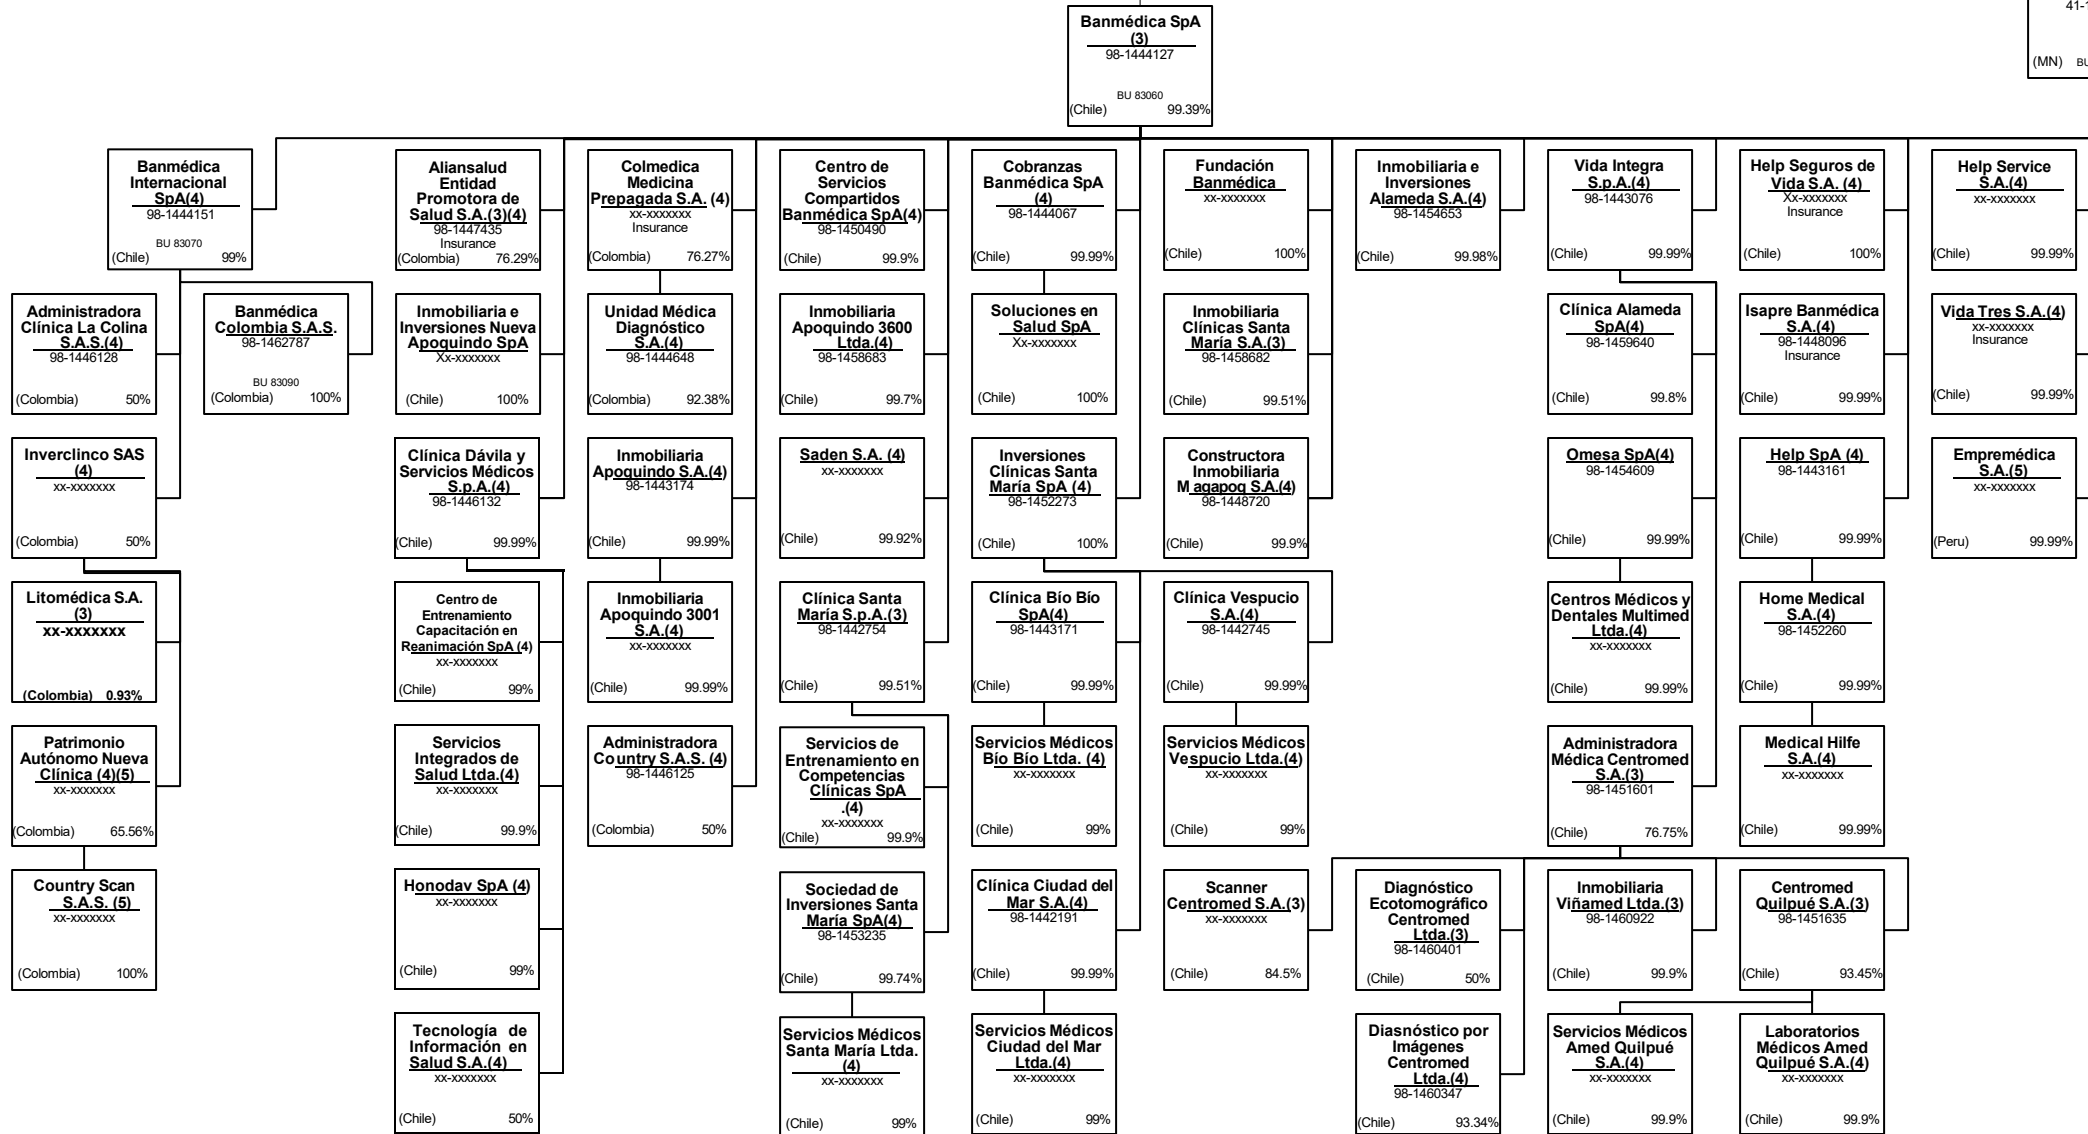 Banmédica SpA
(3)
98-1444127
BU 83060
(Chile) 99.39%
41-1
(MN) BU
Banmédica
Internacional
SpA(4)
98-1444151
BU 83070
(Chile) 99%
Aliansalud
Entidad
Promotora de
Salud S.A.(3)(4)
98-1447435
Insurance
(Colombia) 76.29%
Colmedica
Medicina
Prepagada S.A. (4)
xx-xxxxxxx
Insurance
(Colombia) 76.27%
Centro de
Servicios
Compartidos
Banmédica SpA(4)
98-1450490
(Chile) 99.9%
Cobranzas
Banmédica SpA
(4)
98-1444067
(Chile) 99.99%
Fundación
Banmédica
xx-xxxxxxx
(Chile) 100%
Inmobiliaria e
Inversiones
Alameda S.A.(4)
98-1454653
(Chile) 99.98%
Vida Integra
S.p.A.(4)
98-1443076
(Chile) 99.99%
Help Seguros de
Vida S.A. (4)
Xx-xxxxxxx
Insurance
(Chile) 100%
Help Service
S.A.(4)
xx-xxxxxxx
(Chile) 99.99%
Administradora
Clínica La Colina
S.A.S.(4)
98-1446128
(Colombia) 50%
Banmédica
Colombia S.A.S.
98-1462787
BU 83090
(Colombia) 100%
Inmobiliaria e
Inversiones Nueva
Apoquindo SpA
Xx-xxxxxxx
(Chile) 100%
Unidad Médica
Diagnóstico
S.A.(4)
98-1444648
(Colombia) 92.38%
Inmobiliaria
Apoquindo 3600
Ltda.(4)
98-1458683
(Chile) 99.7%
Soluciones en
Salud SpA
Xx-xxxxxxx
(Chile) 100%
Inmobiliaria
Clínicas Santa
María S.A.(3)
98-1458682
(Chile) 99.51%
Clínica Alameda
SpA(4)
98-1459640
(Chile) 99.8%
Isapre Banmédica
S.A.(4)
98-1448096
Insurance
(Chile) 99.99%
Vida Tres S.A.(4)
xx-xxxxxxx
Insurance
(Chile) 99.99%
Inverclinco SAS
(4)
xx-xxxxxxx
(Colombia) 50%
Clínica Dávila y
Servicios Médicos
S.p.A.(4)
98-1446132
(Chile) 99.99%
Inmobiliaria
Apoquindo S.A.(4)
98-1443174
(Chile) 99.99%
Saden S.A. (4)
xx-xxxxxxx
(Chile) 99.92%
Inversiones
Clínicas Santa
María SpA (4)
98-1452273
(Chile) 100%
Constructora
Inmobiliaria
Magapoq S.A.(4)
98-1448720
(Chile) 99.9%
Omesa SpA(4)
98-1454609
(Chile) 99.99%
Help SpA (4)
98-1443161
(Chile) 99.99%
Empremédica
S.A.(5)
xx-xxxxxxx
(Peru) 99.99%
Litomédica S.A.
(3)
xx-xxxxxxx
(Colombia) 0.93%
Centro de
Entrenamiento
Capacitación en
Reanimación SpA (4)
xx-xxxxxxx
(Chile) 99%
Inmobiliaria
Apoquindo 3001
S.A.(4)
xx-xxxxxxx
(Chile) 99.99%
Clínica Santa
María S.p.A.(3)
98-1442754
(Chile) 99.51%
Clínica Bío Bío
SpA(4)
98-1443171
(Chile) 99.99%
Clínica Vespucio
S.A.(4)
98-1442745
(Chile) 99.99%
Centros Médicos y
Dentales Multimed
Ltda.(4)
xx-xxxxxxx
(Chile) 99.99%
Home Medical
S.A.(4)
98-1452260
(Chile) 99.99%
Patrimonio
Autónomo Nueva
Clínica (4)(5)
xx-xxxxxxx
(Colombia) 65.56%
Servicios
Integrados de
Salud Ltda.(4)
xx-xxxxxxx
(Chile) 99.9%
Administradora
Country S.A.S. (4)
98-1446125
(Colombia) 50%
Servicios de
Entrenamiento en
Competencias
Clínicas SpA
.(4)
xx-xxxxxxx
(Chile) 99.9%
Servicios Médicos
Bío Bío Ltda. (4)
xx-xxxxxxx
(Chile) 99%
Servicios Médicos
Vespucio Ltda.(4)
xx-xxxxxxx
(Chile) 99%
Administradora
Médica Centromed
S.A.(3)
98-1451601
(Chile) 76.75%
Medical Hilfe
S.A.(4)
xx-xxxxxxx
(Chile) 99.99%
Country Scan
S.A.S. (5)
xx-xxxxxxx
(Colombia) 100%
Honodav SpA (4)
xx-xxxxxxx
(Chile) 99%
Sociedad de
Inversiones Santa
María SpA(4)
98-1453235
(Chile) 99.74%
Clínica Ciudad del
Mar S.A.(4)
98-1442191
(Chile) 99.99%
Scanner
Centromed S.A.(3)
xx-xxxxxxx
(Chile) 84.5%
Diagnóstico
Ecotomográfico
Centromed
Ltda.(3)
98-1460401
(Chile) 50%
Inmobiliaria
Viñamed Ltda.(3)
98-1460922
(Chile) 99.9%
Centromed
Quilpué S.A.(3)
98-1451635
(Chile) 93.45%
Tecnología de
Información en
Salud S.A.(4)
xx-xxxxxxx
(Chile) 50%
Servicios Médicos
Santa María Ltda.
(4)
xx-xxxxxxx
(Chile) 99%
Servicios Médicos
Ciudad del Mar
Ltda.(4)
xx-xxxxxxx
(Chile) 99%
Diasnóstico por
Imágenes
Centromed
Ltda.(4)
98-1460347
(Chile) 93.34%
Servicios Médicos
Amed Quilpué
S.A.(4)
xx-xxxxxxx
(Chile) 99.9%
Laboratorios
Médicos Amed
Quilpué S.A.(4)
xx-xxxxxxx
(Chile) 99.9%